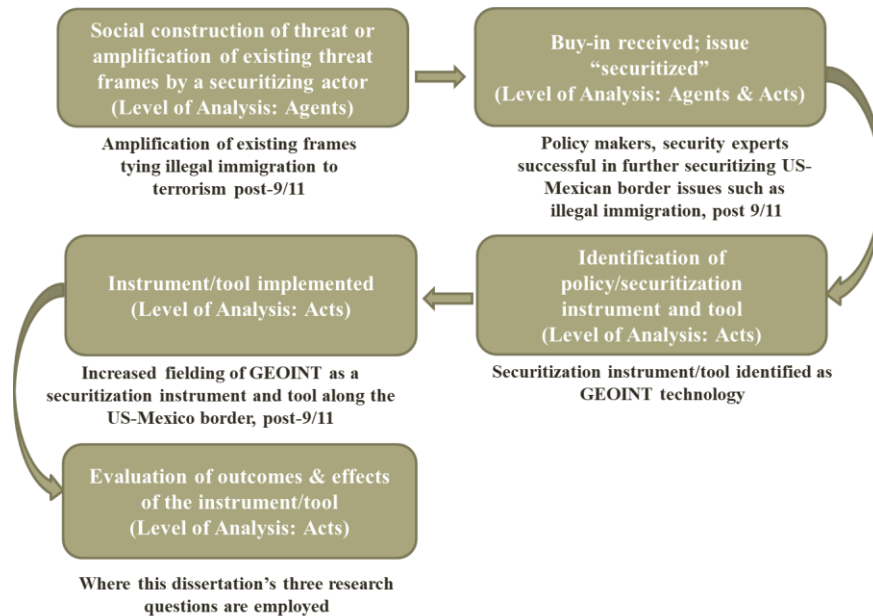 Social construction of threat or
amplification of existing threat
frames by a securitizing actor
(Level of Analysis: Agents)
Amplification of existing frames
tying illegal immigration to
terrorism post-9/11
Buy-in received; issue
“securitized”
(Level of Analysis: Agents & Acts)
Policy makers, security experts
successful in further securitizing US-
Mexican border issues such as
illegal immigration, post 9/11
Identification of
policy/securitization
instrument and tool
(Level of Analysis: Acts)
Securitization instrument/tool identified as
GEOINT technology
Instrument/tool implemented
(Level of Analysis: Acts)
Increased fielding of GEOINT as a
securitization instrument and tool along the
US-Mexico border, post-9/11
Evaluation of outcomes & effects
of the instrument/tool
(Level of Analysis: Acts)
Where this dissertation’s three research
questions are employed